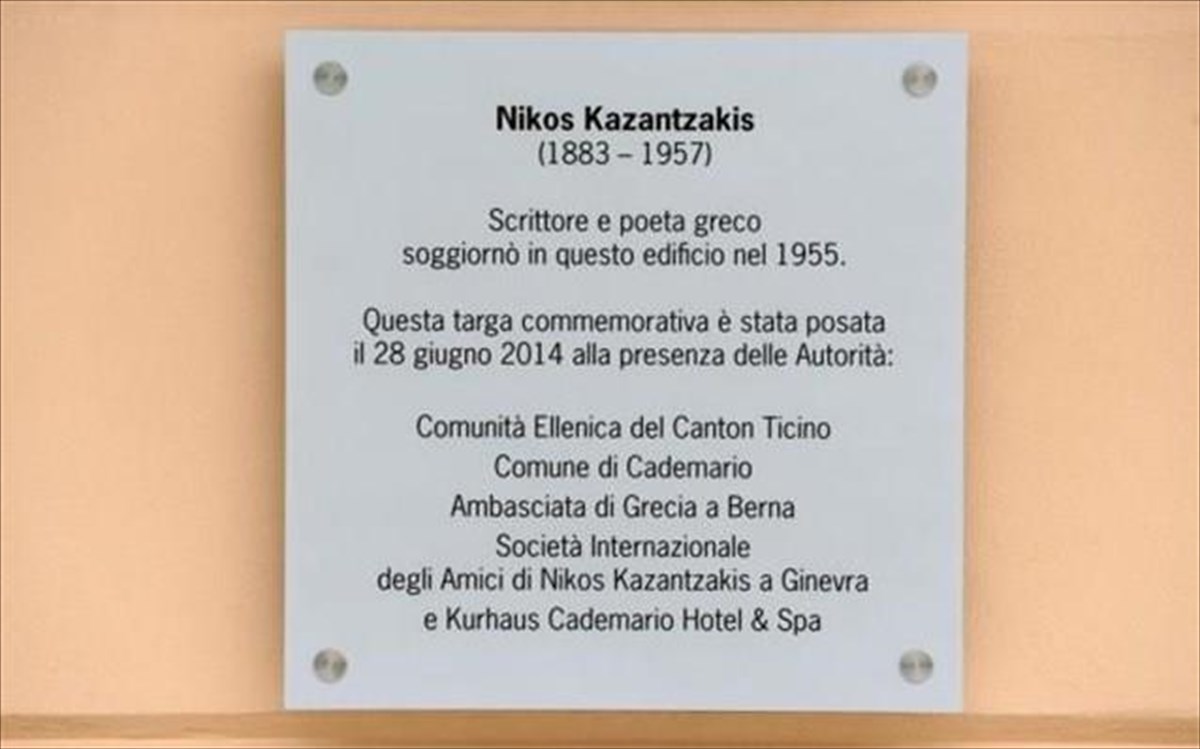 Nikos Kazantzakis
(1883 – 1957)
Scrittore e poeta greco
soggiornò in questo edificio nel 1955.
Questa targa commemorativa è stata posata
il 28 giugno 2014 alla presenza delle Autorità:
Comunità Ellenica del Canton Ticino
Comune di Cademario
Ambasciata di Grecia a Berna
Società Internazionale
degli Amici di Nikos Kazantzakis a Ginevra
e Kurhaus Cademario Hotel & Spa